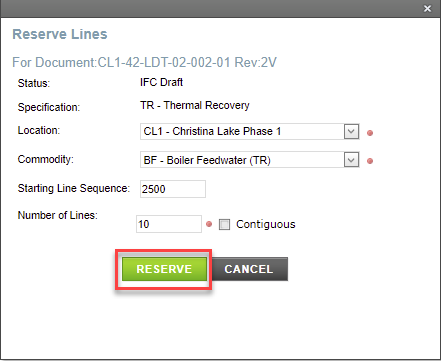 Reserve Lines
For Document:CL1-42-LDT-02-002-01 Rev:2V
Status: IFC Draft
Specification: TR - Thermal Recovery
Location: CL1 - Christina Lake Phase 1
Commodity: BF - Boiler Feedwater (TR)
Starting Line Sequence: 2500
Number of Lines: 10 Contiguous
RESERVE CANCEL